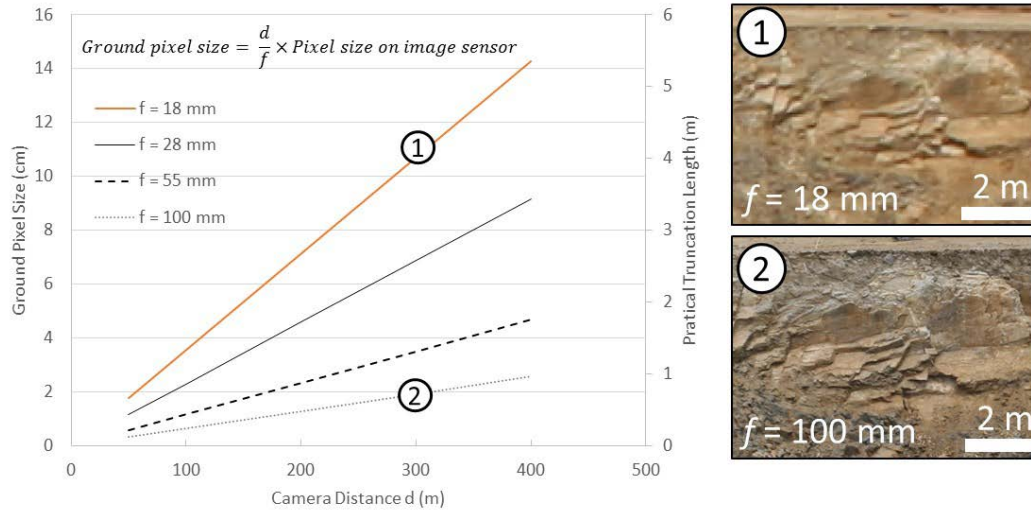 Ground pixel size = d/f × Pixel size on image sensor
f = 18 mm
f = 28 mm
f = 55 mm
f = 100 mm
Ground Pixel Size (cm)
16
14
12
10
8
6
4
2
0
1
2
0 100 200 300 400 500
Camera Distance d (m)
6
5
4
3
2
1
0
Pratical Truncation Length (m)
1
f = 18 mm 2 m
2
f = 100 mm 2 m